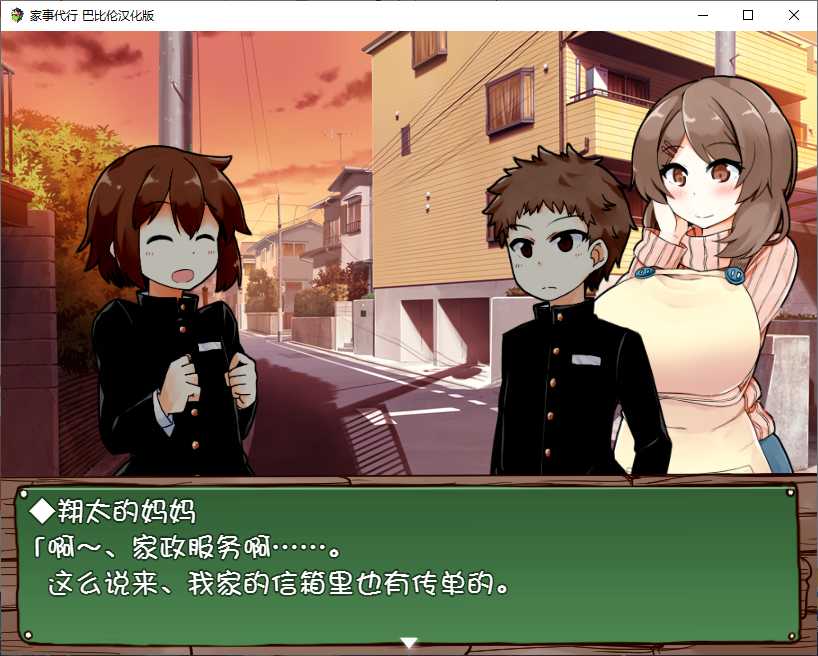 家事代行 巴比伦汉化版
◆翔太的妈妈
「啊～、家政服务啊……。
这么说来、我家的信箱里也有传单的。